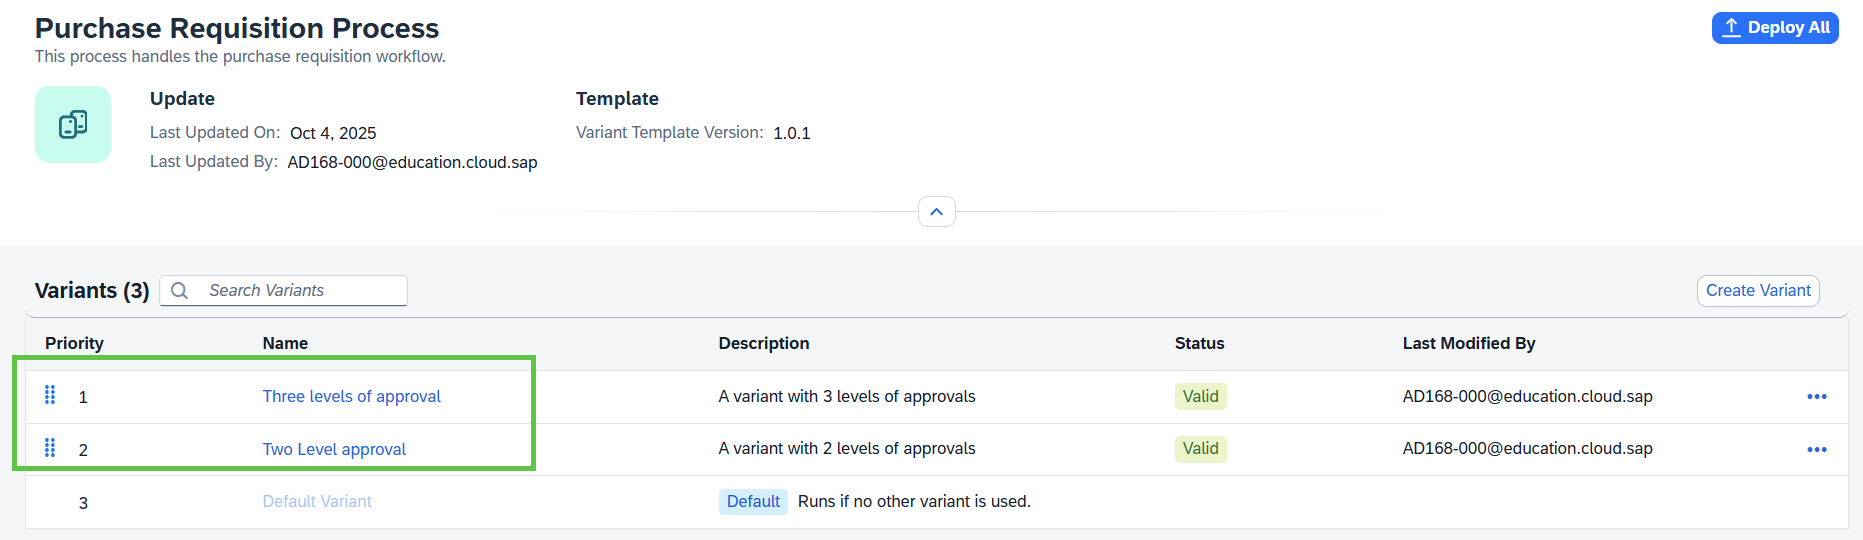 Purchase Requisition Process
Deploy All
This process handles the purchase requisition workflow.
Update
Template
Last Updated On: Oct 4, 2025
Variant Template Version: 1.0.1
Last Updated By: AD168-000@education.cloud.sap
Variants (3) Search Variants
Create Variant
Priority Name Description Status Last Modified By
1 Three levels of approval A variant with 3 levels of approvals Valid AD168-000@education.cloud.sap
2 Two Level approval A variant with 2 levels of approvals Valid AD168-000@education.cloud.sap
3 Default Variant Default Runs if no other variant is used.